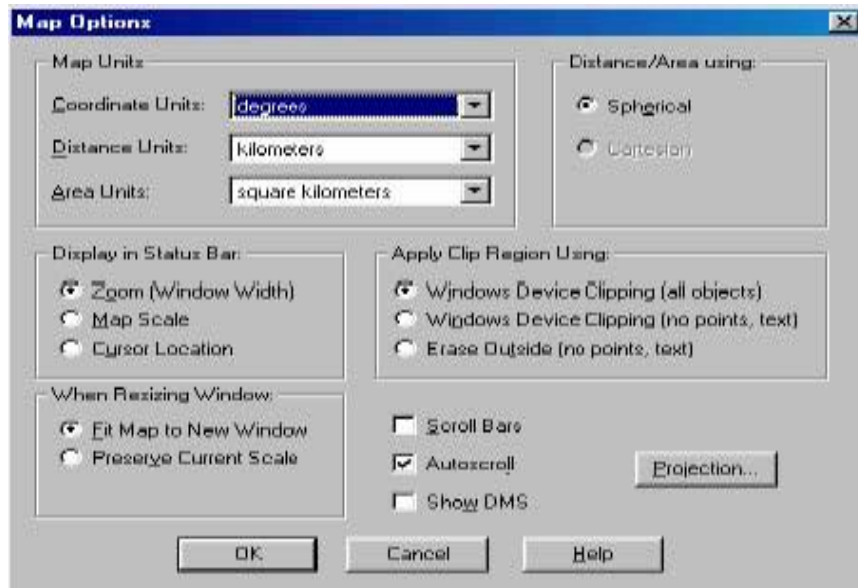 Map Options
Map Units
Coordinate Units: degrees
Distance Units: kilometers
Area Units: square kilometers
Distance/Area using:
Spherical
Cartesian
Display in Status Bar:
Zoom (Window Width)
Map Scale
Cursor Location
Apply Clip Region Using:
Windows Device Clipping (all objects)
Windows Device Clipping (no points, text)
Erase Outside (no points, text)
When Resizing Window:
Fit Map to New Window
Preserve Current Scale
Scroll Bars
Autoscroll
Show DMS
Projection...
OK
Cancel
Help